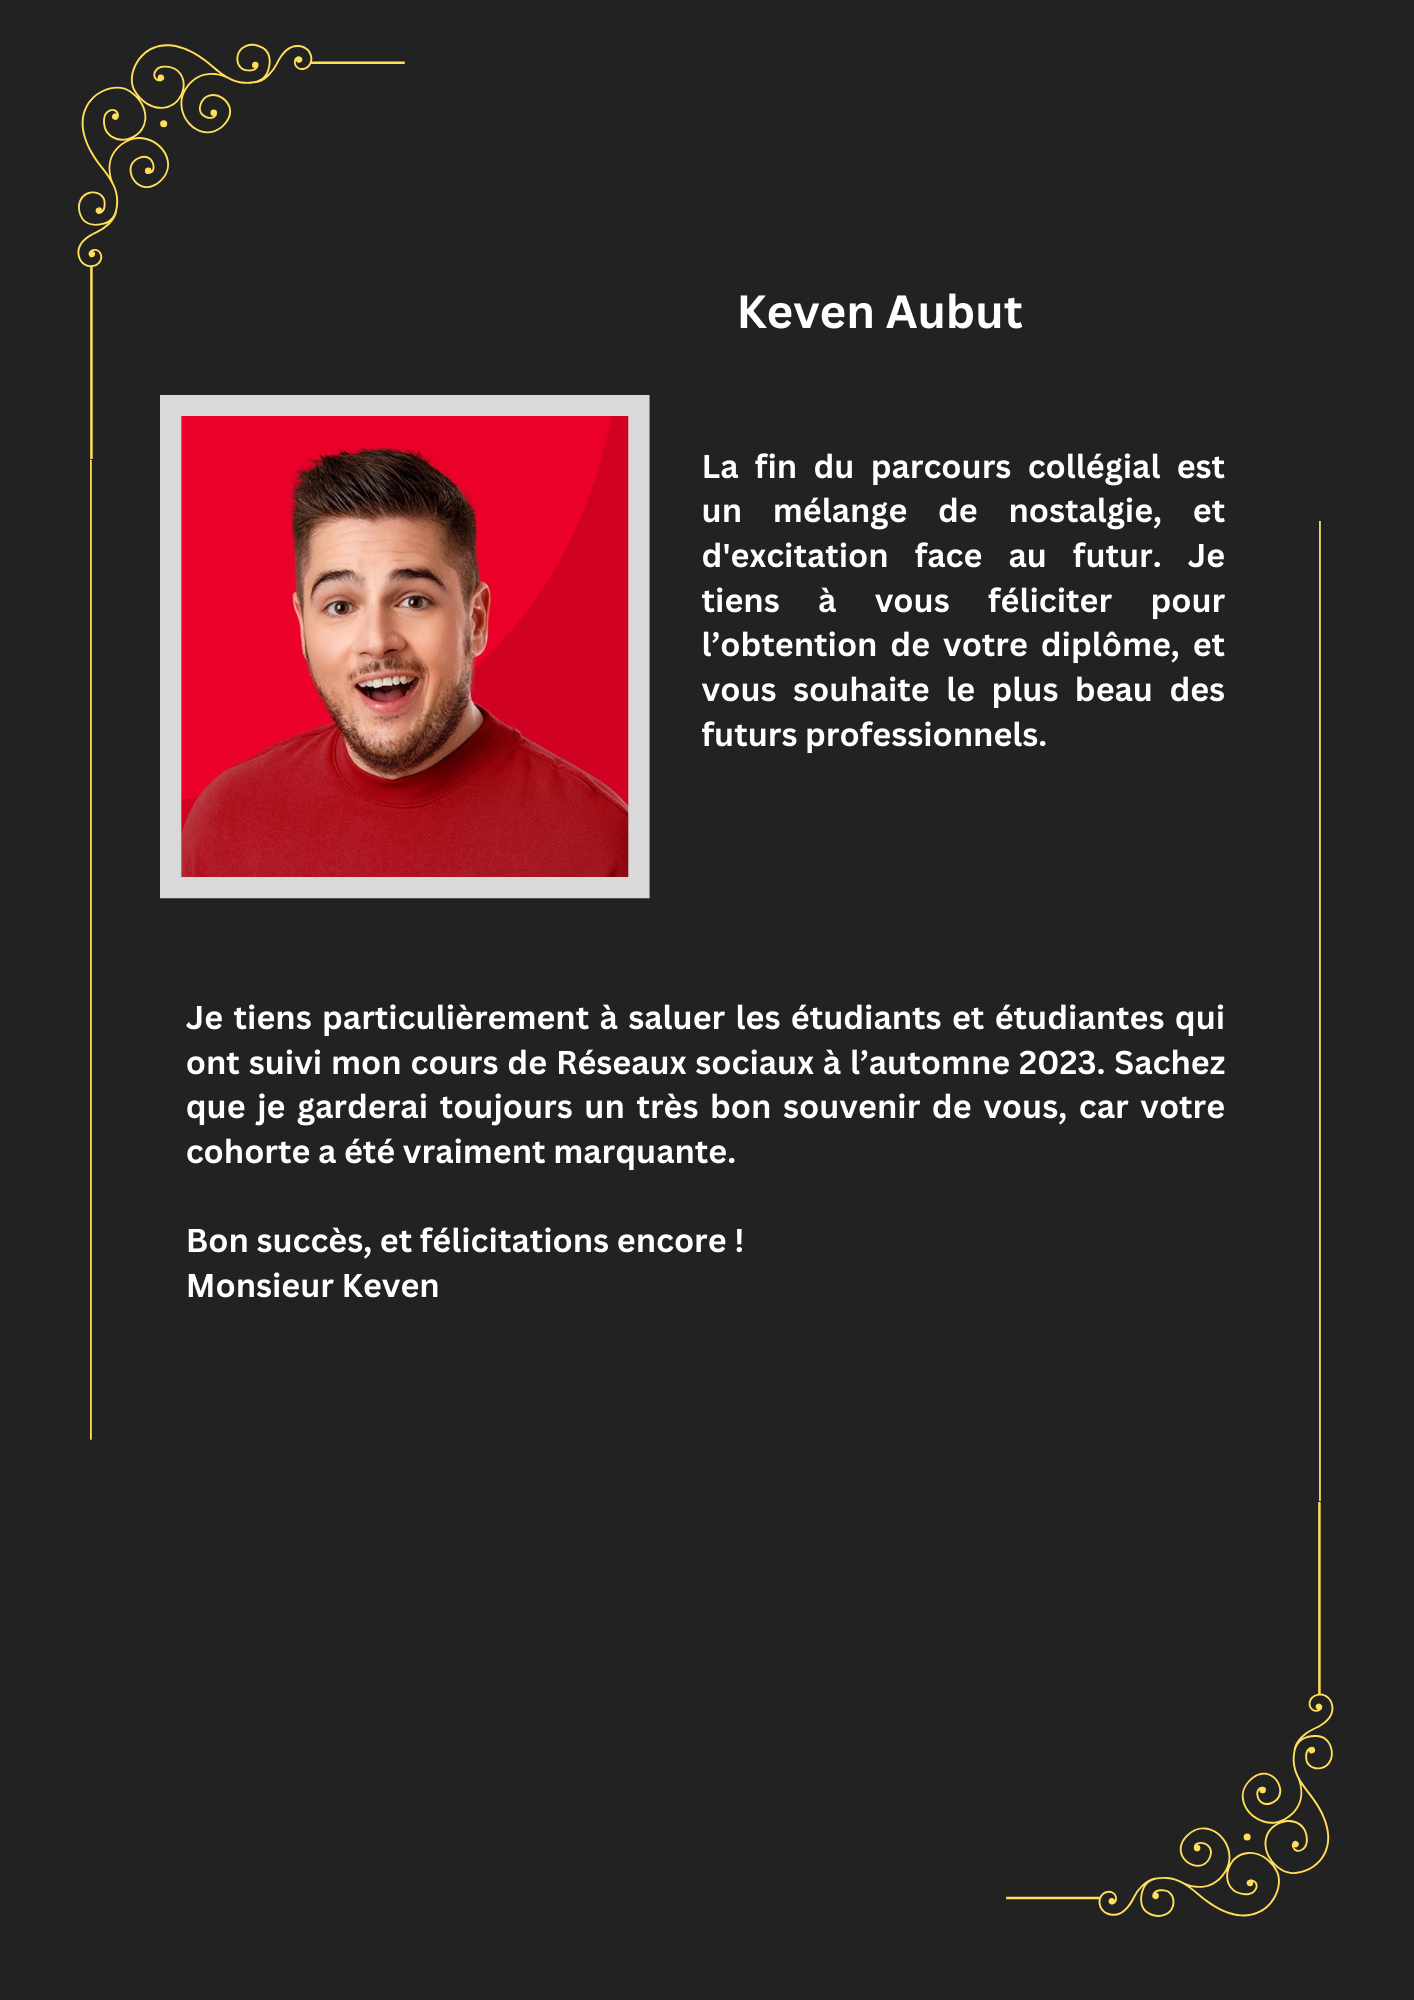 Keven Aubut
La fin du parcours collégial est
un mélange de nostalgie, et
d'excitation face au futur. Je
tiens à vous féliciter pour
l’obtention de votre diplôme, et
vous souhaite le plus beau des
futurs professionnels.
Je tiens particulièrement à saluer les étudiants et étudiantes qui
ont suivi mon cours de Réseaux sociaux à l’automne 2023. Sachez
que je garderai toujours un très bon souvenir de vous, car votre
cohorte a été vraiment marquante.
Bon succès, et félicitations encore !
Monsieur Keven